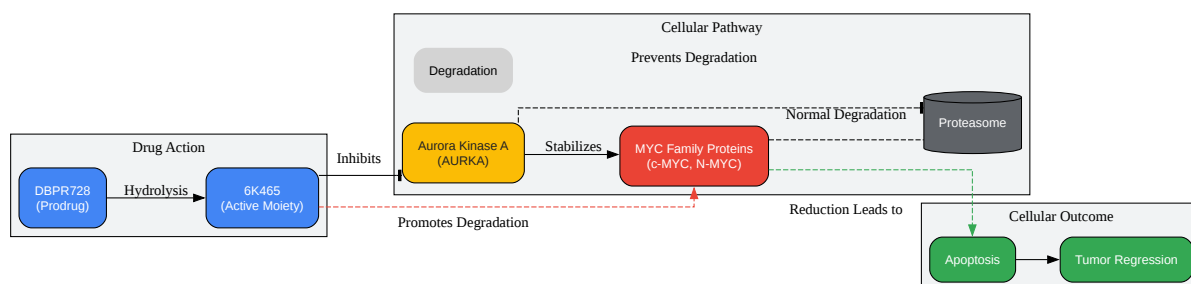 Cellular Pathway
Prevents Degradation
Degradation
Normal Degradation
Proteasome
Drug Action
Inhibits
Aurora Kinase A
(AURKA)
Stabilizes
MYC Family Proteins
(c-MYC, N-MYC)
DBPR728
(Prodrug)
Hydrolysis
6K465
(Active Moiety)
Promotes Degradation
Reduction Leads to
Cellular Outcome
Apoptosis
Tumor Regression